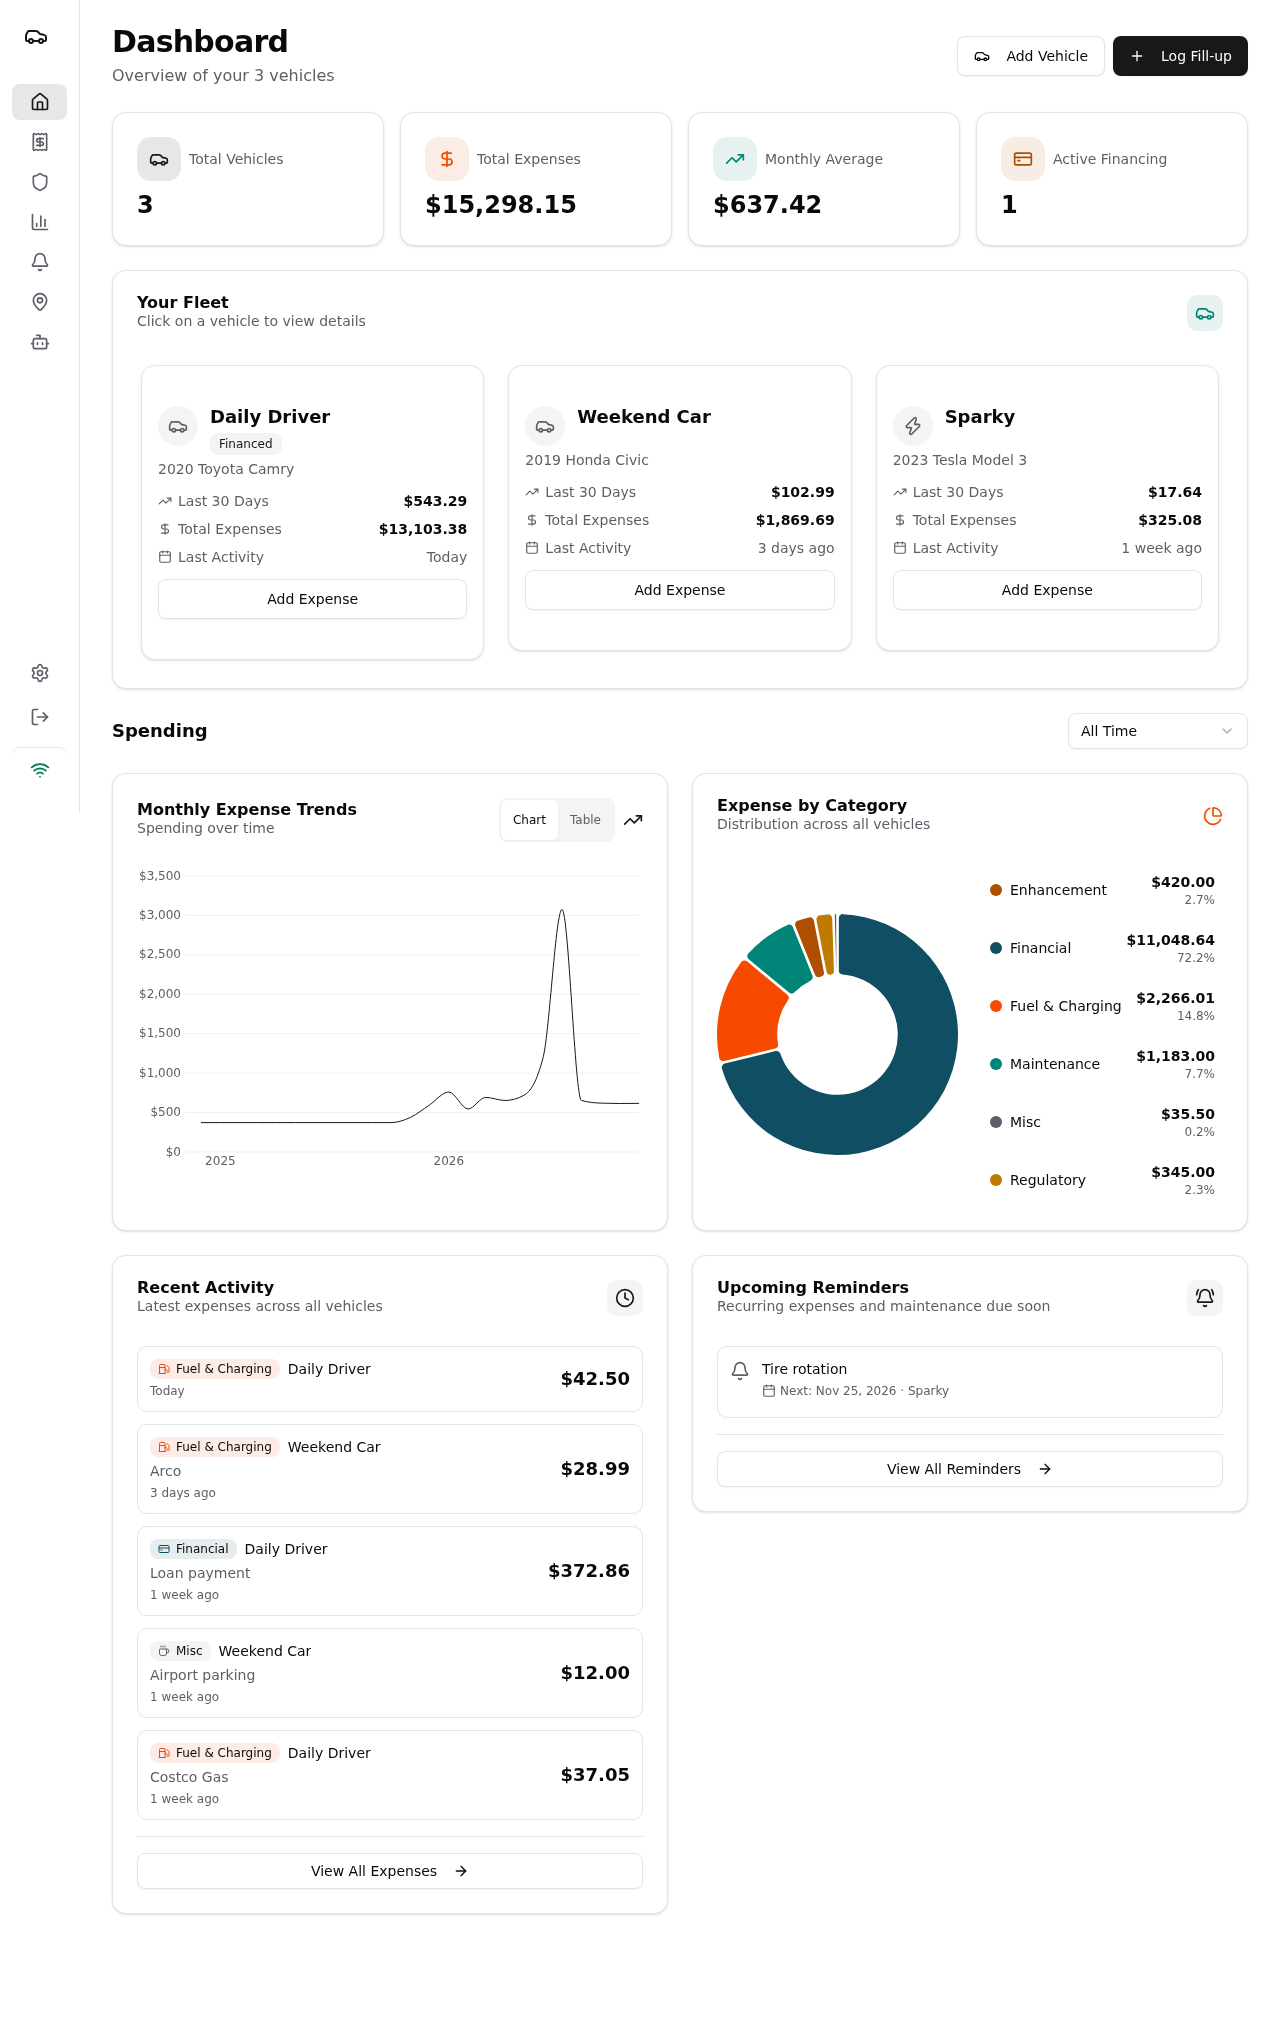 Dashboard
Overview of your 3 vehicles
Add Vehicle
Log Fill-up
Total Vehicles
3
Total Expenses
$15,298.15
Monthly Average
$637.42
Active Financing
1
Your Fleet
Click on a vehicle to view details
Daily Driver
Financed
2020 Toyota Camry
Last 30 Days $543.29
Total Expenses $13,103.38
Last Activity Today
Add Expense
Weekend Car
2019 Honda Civic
Last 30 Days $102.99
Total Expenses $1,869.69
Last Activity 3 days ago
Add Expense
Sparky
2023 Tesla Model 3
Last 30 Days $17.64
Total Expenses $325.08
Last Activity 1 week ago
Add Expense
Spending
All Time
Monthly Expense Trends
Spending over time
Chart Table
$3,500
$3,000
$2,500
$2,000
$1,500
$1,000
$500
$0
2025 2026
Expense by Category
Distribution across all vehicles
Enhancement $420.00
2.7%
Financial $11,048.64
72.2%
Fuel & Charging $2,266.01
14.8%
Maintenance $1,183.00
7.7%
Misc $35.50
0.2%
Regulatory $345.00
2.3%
Recent Activity
Latest expenses across all vehicles
Fuel & Charging Daily Driver
Today
$42.50
Fuel & Charging Weekend Car
Arco
3 days ago
$28.99
Financial Daily Driver
Loan payment
1 week ago
$372.86
Misc Weekend Car
Airport parking
1 week ago
$12.00
Fuel & Charging Daily Driver
Costco Gas
1 week ago
$37.05
View All Expenses
Upcoming Reminders
Recurring expenses and maintenance due soon
Tire rotation
Next: Nov 25, 2026 · Sparky
View All Reminders